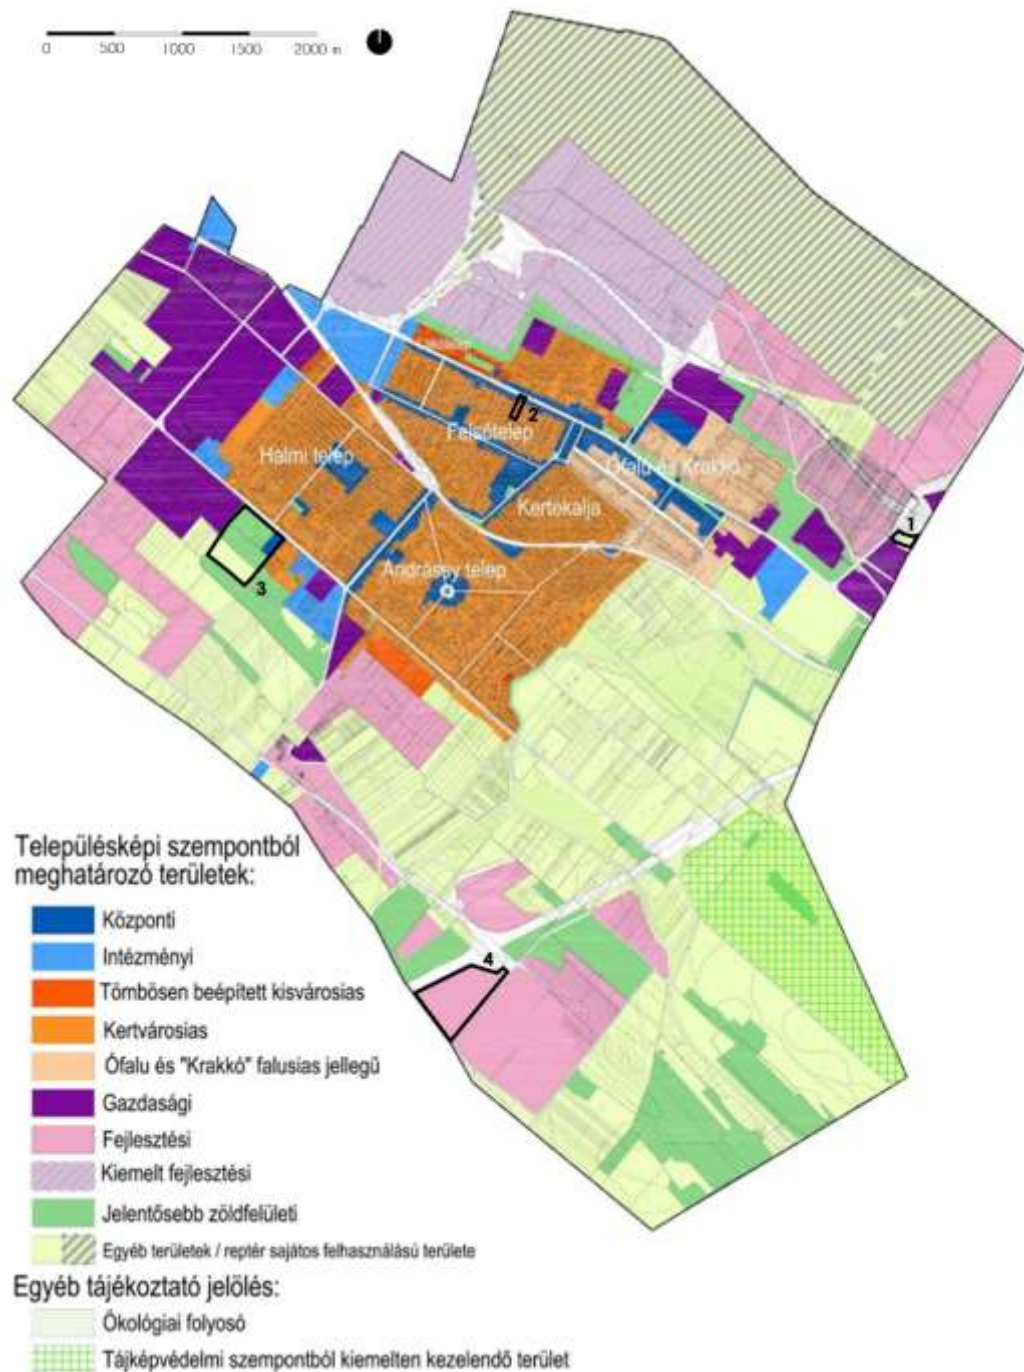 0 500 1000 1500 2000 m
Felsőtelep
2
Halmi telep
Ófalu és Krakkó
Kertekalja
1
Andrássy telep
3
4
Településképi szempontból
meghatározó területek:
Központi
Intézményi
Tömbösen beépített kisvárosias
Kertvárosias
Ófalu és "Krakkó" falusias jellegű
Gazdasági
Fejlesztési
Kiemelt fejlesztési
Jelentősebb zöldfelületi
Egyéb területek / reptér sajátos felhasználású területe
Egyéb tájékoztató jelölés:
Ökológiai folyosó
Tájképvédelmi szempontból kiemelten kezelendő terület